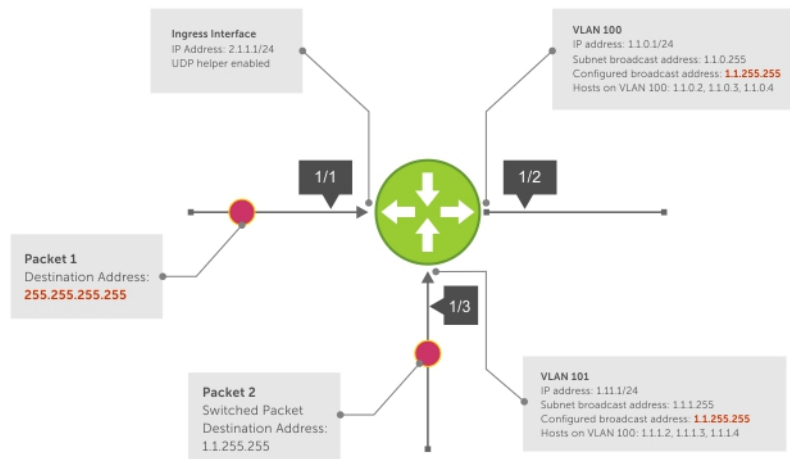 Ingress Interface
IP Address: 2.1.1.1/24
UDP helper enabled
VLAN 100
IP address: 1.1.0.1/24
Subnet broadcast address: 1.1.0.255
Configured broadcast address: 1.1.255.255
Hosts on VLAN 100: 1.1.0.2, 1.1.0.3, 1.1.0.4
1/1
1/2
Packet 1
Destination Address:
255.255.255.255
1/3
Packet 2
Switched Packet
Destination Address:
1.1.255.255
VLAN 101
IP address: 1.11.1/24
Subnet broadcast address: 1.1.1.255
Configured broadcast address: 1.1.255.255
Hosts on VLAN 100: 1.1.1.2, 1.1.1.3, 1.1.1.4